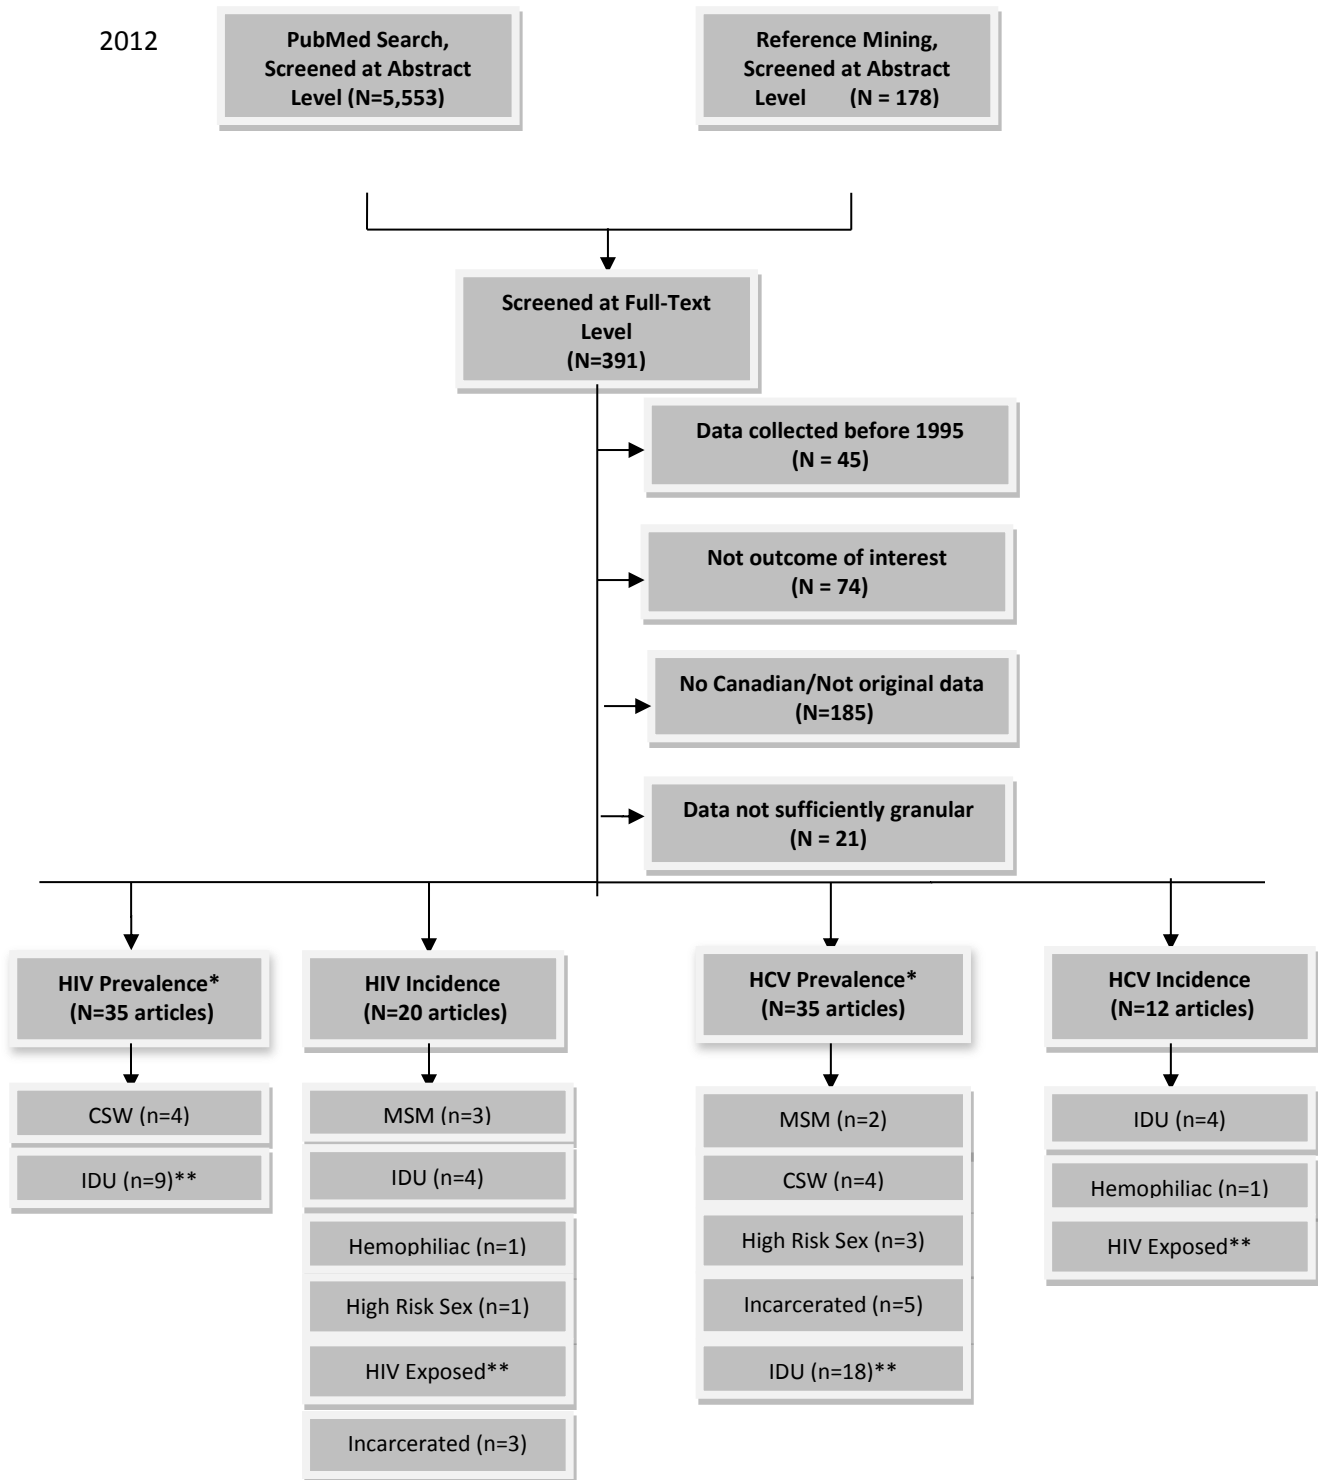 2012
PubMed Search,
Screened at Abstract
Level (N=5,553)
Reference Mining,
Screened at Abstract
Level (N = 178)
Screened at Full-Text
Level
(N=391)
Data collected before 1995
(N = 45)
Not outcome of interest
(N = 74)
No Canadian/Not original data
(N=185)
Data not sufficiently granular
(N = 21)
HIV Prevalence*
(N=35 articles)
HIV Incidence
(N=20 articles)
HCV Prevalence*
(N=35 articles)
HCV Incidence
(N=12 articles)
CSW (n=4)
IDU (n=9)**
MSM (n=3)
IDU (n=4)
Hemophiliac (n=1)
High Risk Sex (n=1)
HIV Exposed**
Incarcerated (n=3)
MSM (n=2)
CSW (n=4)
High Risk Sex (n=3)
Incarcerated (n=5)
IDU (n=18)**
IDU (n=4)
Hemophiliac (n=1)
HIV Exposed**